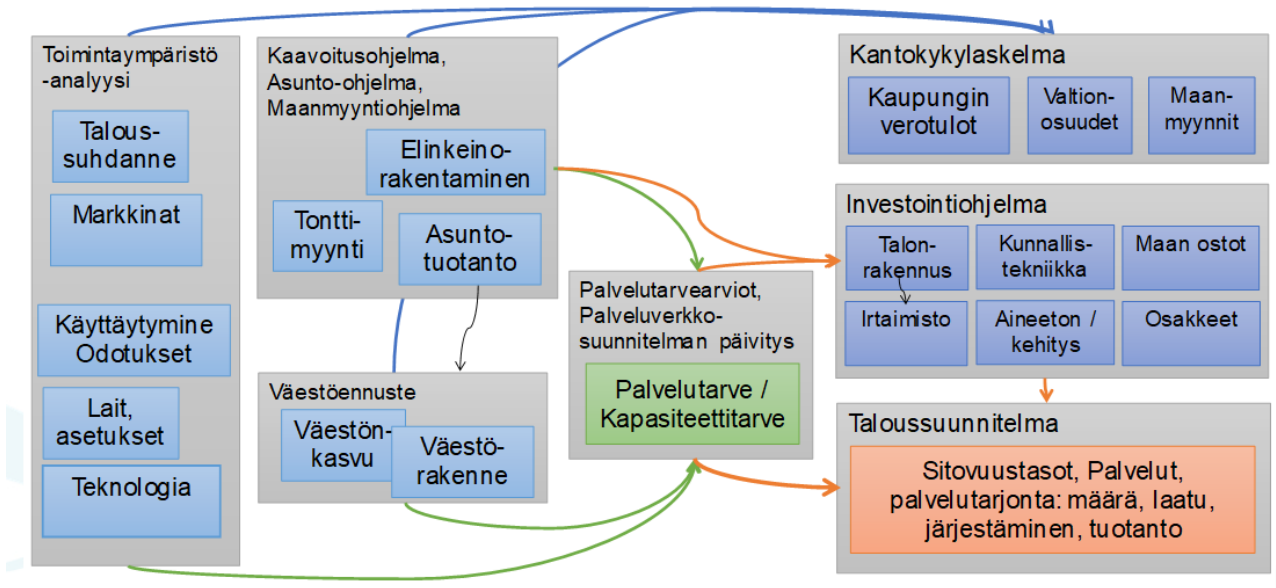 Toimintaympäristö
-analyysi
Talous-
suhdanne
Markkinat
Käyttäytymine
Odotukset
Lait,
asetukset
Teknologia
Kaavoitusohjelma,
Asunto-ohjelma,
Maanmyyntiohjelma
Elinkeino-
rakentaminen
Tontti-
myynti
Asunto-
tuotanto
Väestöennuste
Väestön-
kasvu
Väestö-
rakenne
Palvelutarvearviot,
Palveluverkko-
suunnitelman päivitys
Palvelutarve /
Kapasiteettitarve
Kantokykylaskelma
Kaupungin
verotulot
Valtion-
osuudet
Maan-
myynnit
Investointiohjelma
Talon-
rakennus
Kunnallis-
tekniikka
Maan ostot
Irtaimisto
Aineeton /
kehitys
Osakkeet
Taloussuunnitelma
Sitovuustasot, Palvelut,
palvelutarjonta: määrä, laatu,
järjestäminen, tuotanto